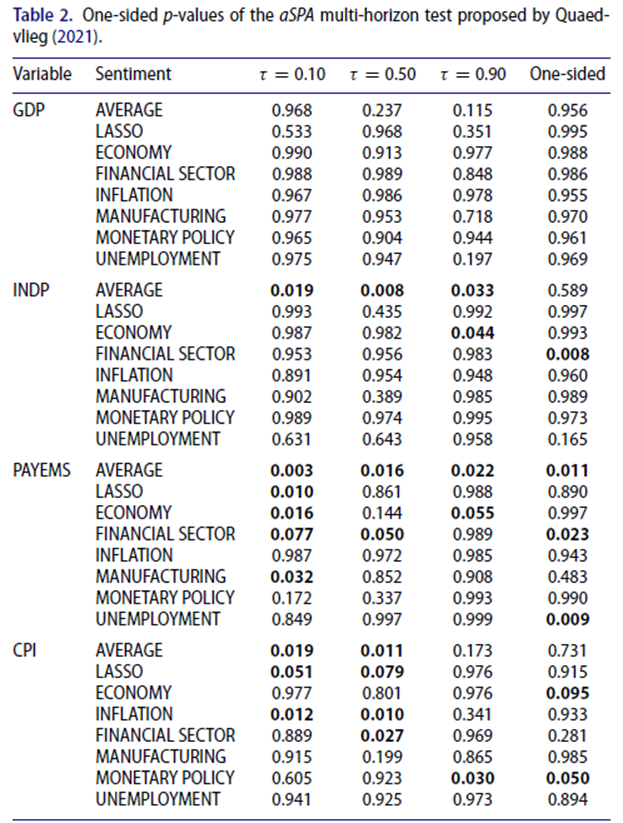 Table 2. One-sided p-values of the aSPA multi-horizon test proposed by Quaed-
vlieg (2021).
Variable Sentiment τ = 0.10 τ = 0.50 τ = 0.90 One-sided
GDP AVERAGE 0.968 0.237 0.115 0.956
LASSO 0.533 0.968 0.351 0.995
ECONOMY 0.990 0.913 0.977 0.988
FINANCIAL SECTOR 0.988 0.989 0.848 0.986
INFLATION 0.967 0.986 0.978 0.955
MANUFACTURING 0.977 0.953 0.718 0.970
MONETARY POLICY 0.965 0.904 0.944 0.961
UNEMPLOYMENT 0.975 0.947 0.197 0.969
INDP AVERAGE 0.019 0.008 0.033 0.589
LASSO 0.993 0.435 0.992 0.997
ECONOMY 0.987 0.982 0.044 0.993
FINANCIAL SECTOR 0.953 0.956 0.983 0.008
INFLATION 0.891 0.954 0.948 0.960
MANUFACTURING 0.902 0.389 0.985 0.989
MONETARY POLICY 0.989 0.974 0.995 0.973
UNEMPLOYMENT 0.631 0.643 0.958 0.165
PAYEMS AVERAGE 0.003 0.016 0.022 0.011
LASSO 0.010 0.861 0.988 0.890
ECONOMY 0.016 0.144 0.055 0.997
FINANCIAL SECTOR 0.077 0.050 0.989 0.023
INFLATION 0.987 0.972 0.985 0.943
MANUFACTURING 0.032 0.852 0.908 0.483
MONETARY POLICY 0.172 0.337 0.993 0.990
UNEMPLOYMENT 0.849 0.997 0.999 0.009
CPI AVERAGE 0.019 0.011 0.173 0.731
LASSO 0.051 0.079 0.976 0.915
ECONOMY 0.977 0.801 0.976 0.095
INFLATION 0.012 0.010 0.341 0.933
FINANCIAL SECTOR 0.889 0.027 0.969 0.281
MANUFACTURING 0.915 0.199 0.865 0.985
MONETARY POLICY 0.605 0.923 0.030 0.050
UNEMPLOYMENT 0.941 0.925 0.973 0.894